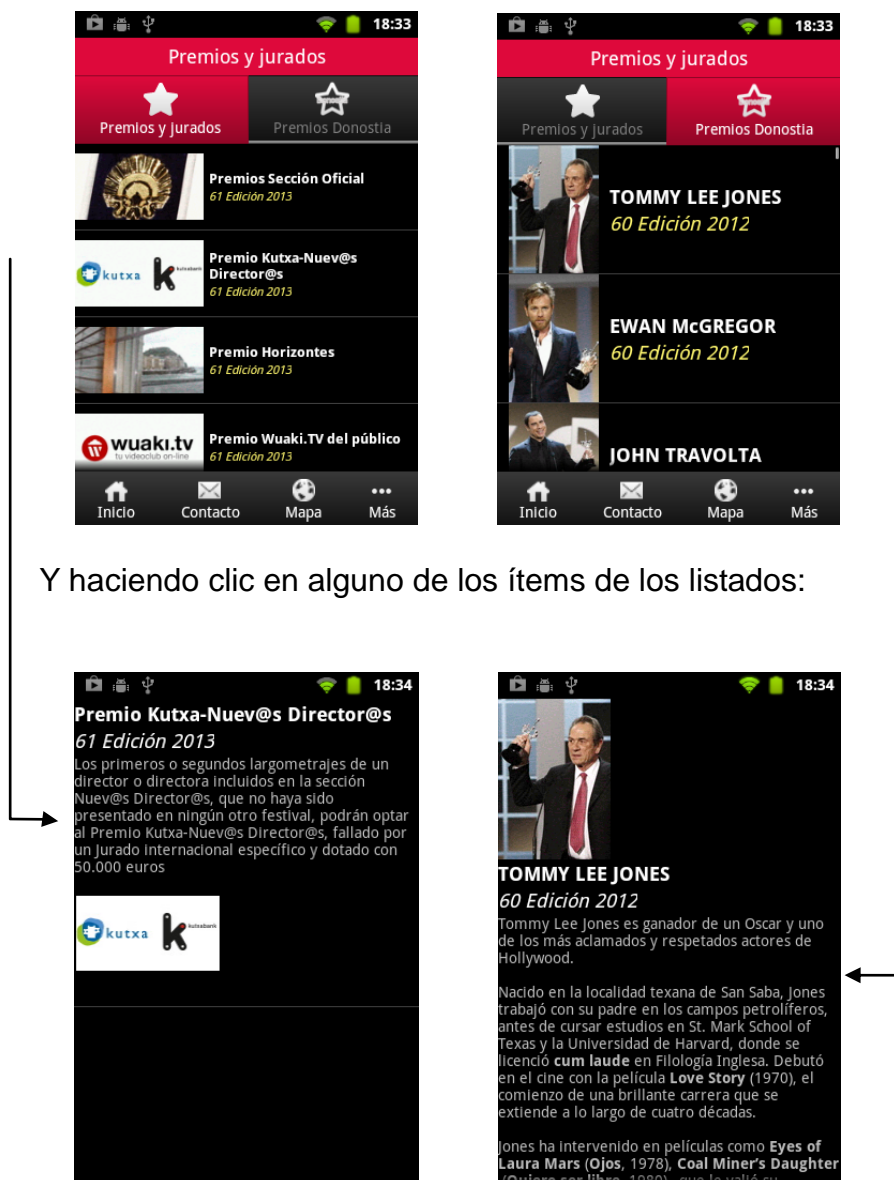 18:33
Premios y jurados
Premios y jurados
Premios Donostia
Premios Sección Oficial
61 Edición 2013
kutxa
kutxabank
Premio Kutxa-Nuev@s
Director@s
61 Edición 2013
Premio Horizontes
61 Edición 2013
wuaki.tv
tu videoclub on-line
Premio Wuaki.TV del público
61 Edición 2013
Inicio
Contacto
Mapa
Más
18:33
Premios y jurados
Premios y jurados
Premios Donostia
TOMMY LEE JONES
60 Edición 2012
EWAN McGREGOR
60 Edición 2012
JOHN TRAVOLTA
Inicio
Contacto
Mapa
Más
Y haciendo clic en alguno de los ítems de los listados:
18:34
Premio Kutxa-Nuev@s Director@s
61 Edición 2013
Los primeros o segundos largometrajes de un
director o directora incluidos en la sección
Nuev@s Director@s, que no haya sido
presentado en ningún otro festival, podrán optar
al Premio Kutxa-Nuev@s Director@s, fallado por
un Jurado internacional específico y dotado con
50.000 euros
kutxa
kutxabank
18:34
TOMMY LEE JONES
60 Edición 2012
Tommy Lee Jones es ganador de un Oscar y uno
de los más aclamados y respetados actores de
Hollywood.
Nacido en la localidad texana de San Saba, Jones
trabajó con su padre en los campos petrolíferos,
antes de cursar estudios en St. Mark School of
Texas y la Universidad de Harvard, donde se
licenció cum laude en Filología Inglesa. Debutó
en el cine con la película Love Story (1970), el
comienzo de una brillante carrera que se
extiende a lo largo de cuatro décadas.
Jones ha intervenido en películas como Eyes of
Laura Mars (Ojos, 1978), Coal Miner's Daughter
(Quiero ser libre, 1980), que le valió su